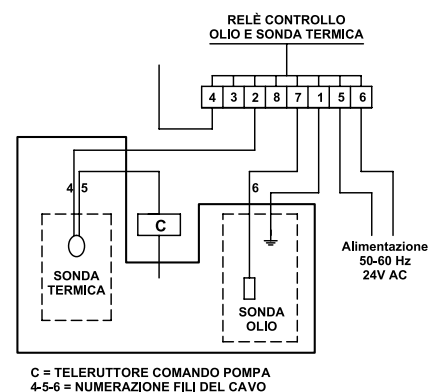 RELÈ CONTROLLO
OLIO E SONDA TERMICA
4 3 2 8 7 1 5 6
4 5
6
C
SONDA
TERMICA
SONDA
OLIO
Alimentazione
50-60 Hz
24V AC
C = TELERUTTORE COMANDO POMPA
4-5-6 = NUMERAZIONE FILI DEL CAVO